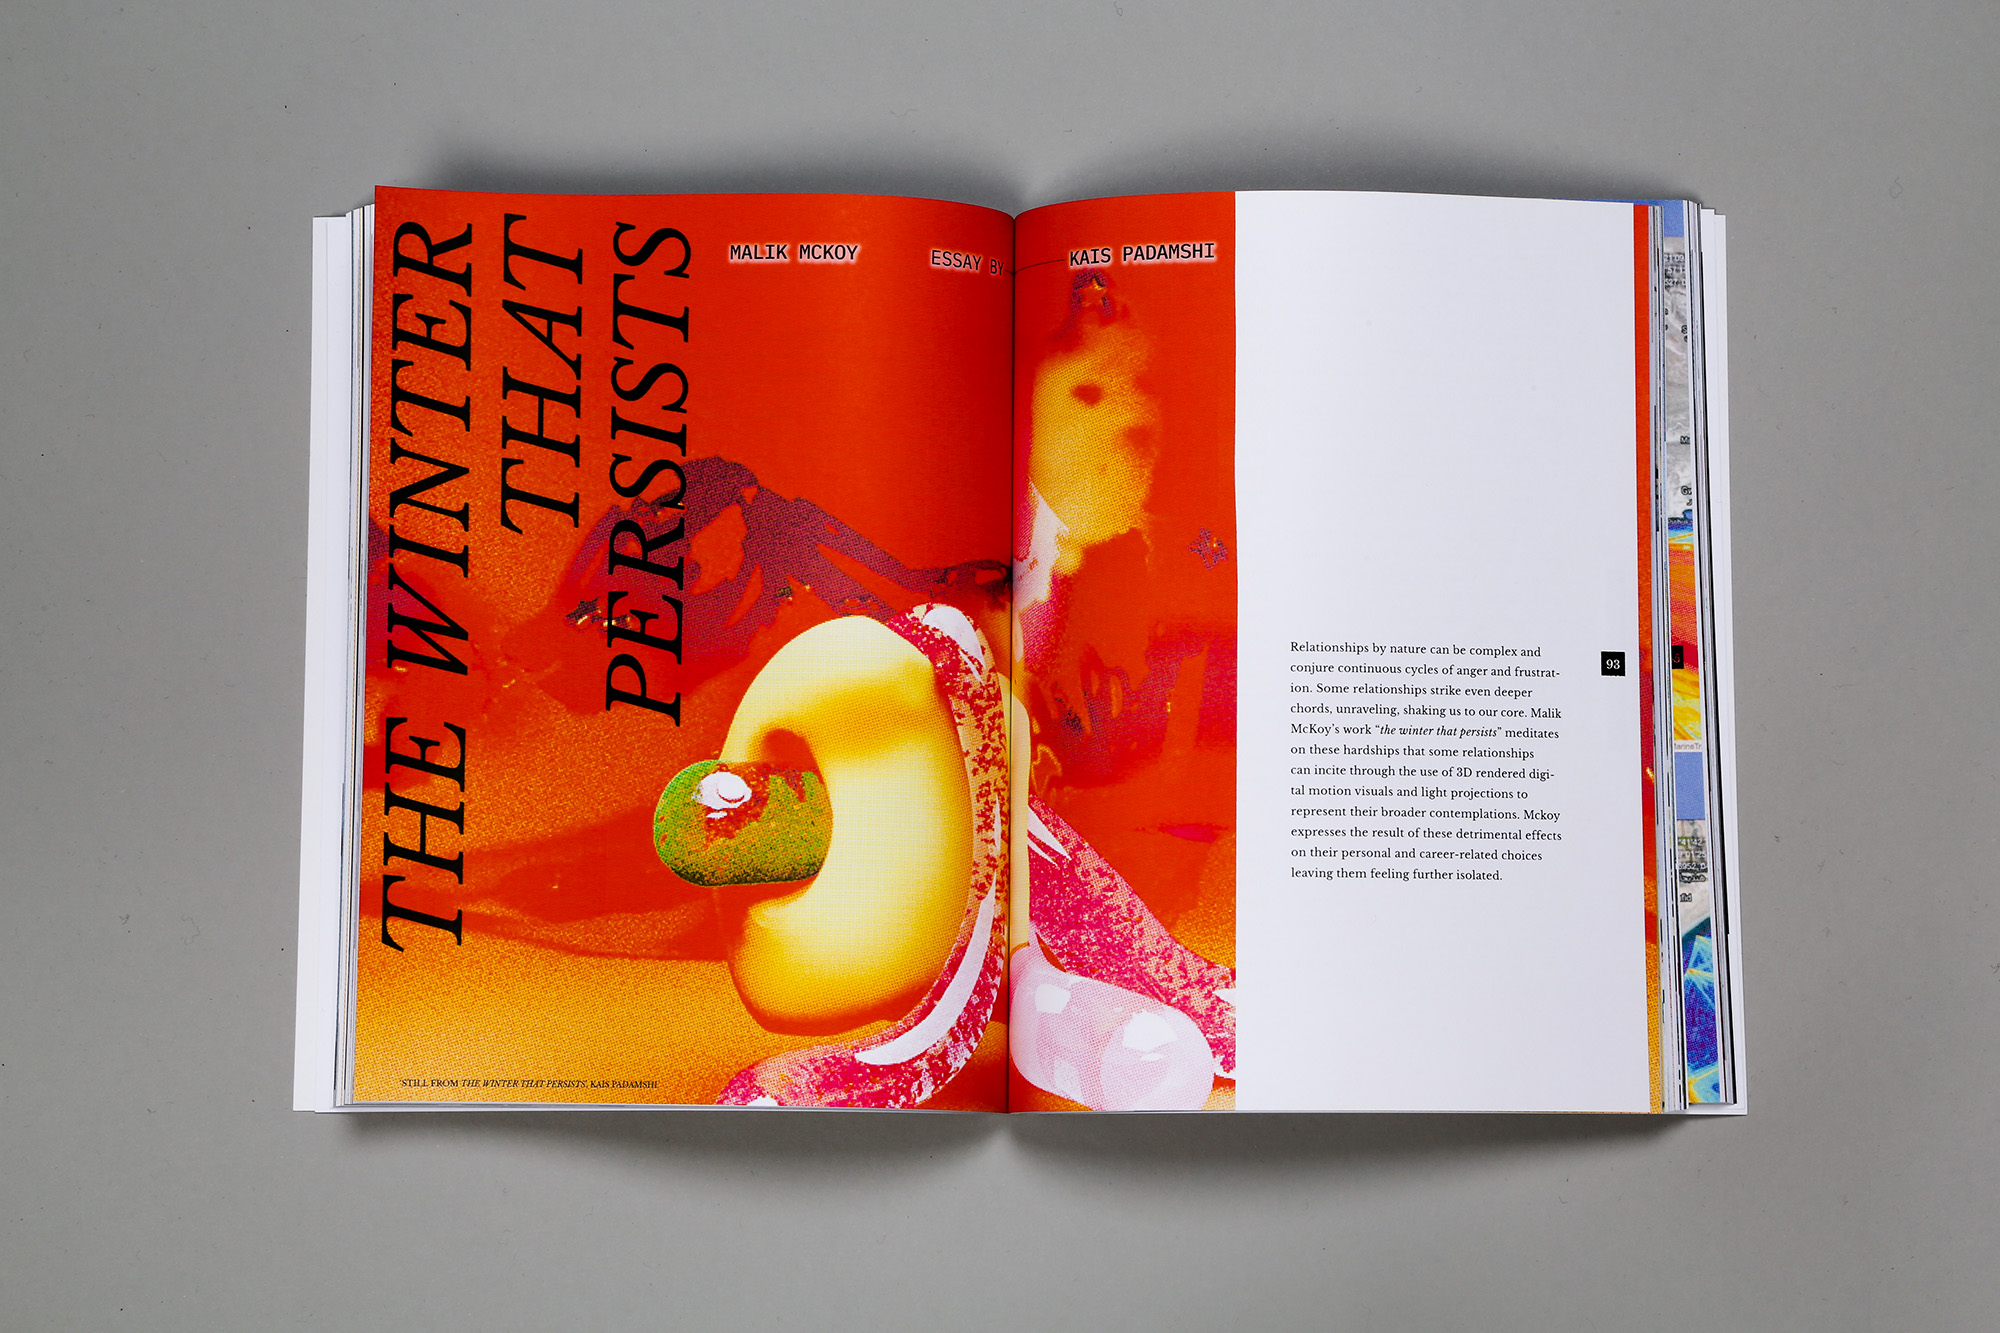 THE WINTER
THAT
PERSISTS
MALIK MCKOY
ESSAY BY
KAIS PADAMSHI
Relationships by nature can be complex and
conjure continuous cycles of anger and frustrat-
ion. Some relationships strike even deeper
chords, unraveling, shaking us to our core. Malik
McKoy’s work “the winter that persists” meditates
on these hardships that some relationships
can incite through the use of 3D rendered digi-
tal motion visuals and light projections to
represent their broader contemplations. Mckoy
expresses the result of these detrimental effects
on their personal and career-related choices
leaving them feeling further isolated.
93
STILL FROM THE WINTER THAT PERSISTS, KAIS PADAMSHI